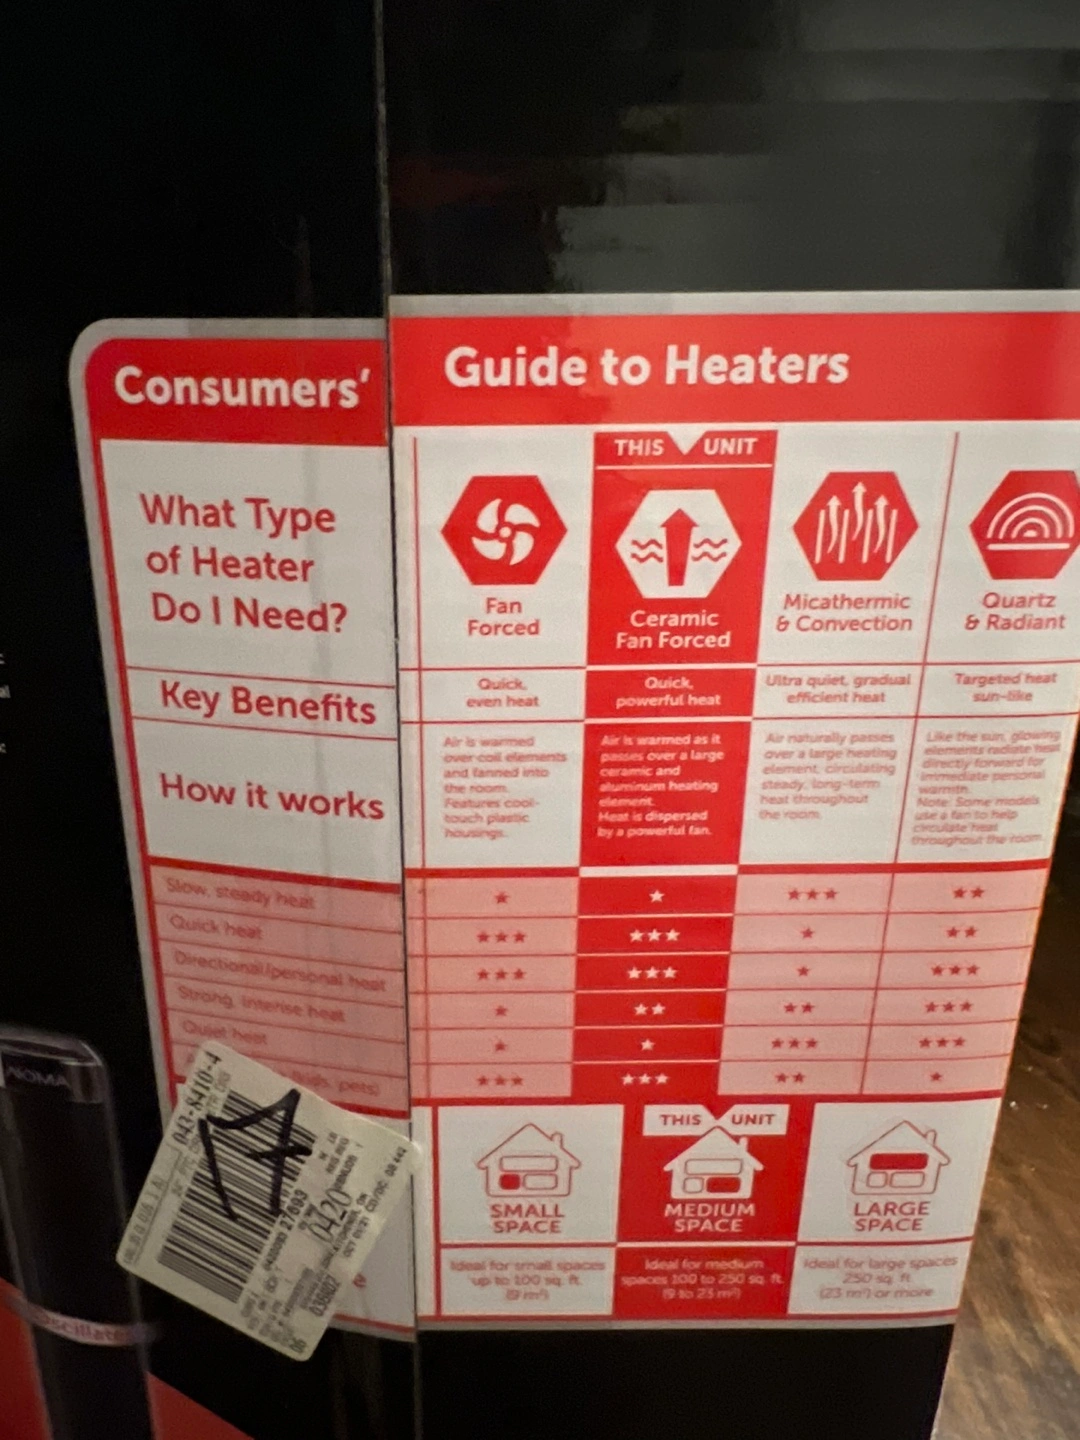 Consumers' Guide to Heaters
What Type
of Heater
Do I Need?
Fan
Forced
THIS UNIT
Ceramic
Fan Forced
Micathermic
& Convection
Quartz
& Radiant
Key Benefits
Quick,
even heat
Quick,
powerful heat
Ultra quiet, gradual
efficient heat
Targeted heat
sun-like
How it works
Air is warmed
over coil elements
and fanned into
the room.
Features cool-
touch plastic
housings.
Air is warmed as it
passes over a large
ceramic and
aluminum heating
element.
Heat is dispersed
by a powerful fan.
Air naturally passes
over a large heating
element, circulating
steady, long-term
heat throughout
the room.
Like the sun, glowing
elements radiate heat
directly forward for
immediate personal
warmth.
Note: Some models
use a fan to help
circulate heat
throughout the room.
Slow, steady heat ★ ★ ★★★ ★★
Quick heat ★★★ ★★★ ★ ★★
Directional/personal heat ★★★ ★★★ ★ ★★★
Strong, intense heat ★ ★★ ★★ ★★★
Quiet heat ★ ★ ★★★ ★★★
(kids, pets) ★★★ ★★★ ★★ ★
SMALL
SPACE
THIS UNIT
MEDIUM
SPACE
LARGE
SPACE
Ideal for small spaces
up to 100 sq. ft.
(9 m²)
Ideal for medium
spaces 100 to 250 sq. ft.
(9 to 23 m²)
Ideal for large spaces
250 sq. ft.
(23 m²) or more
NOMA
Oscillate
043-8410-4
0420